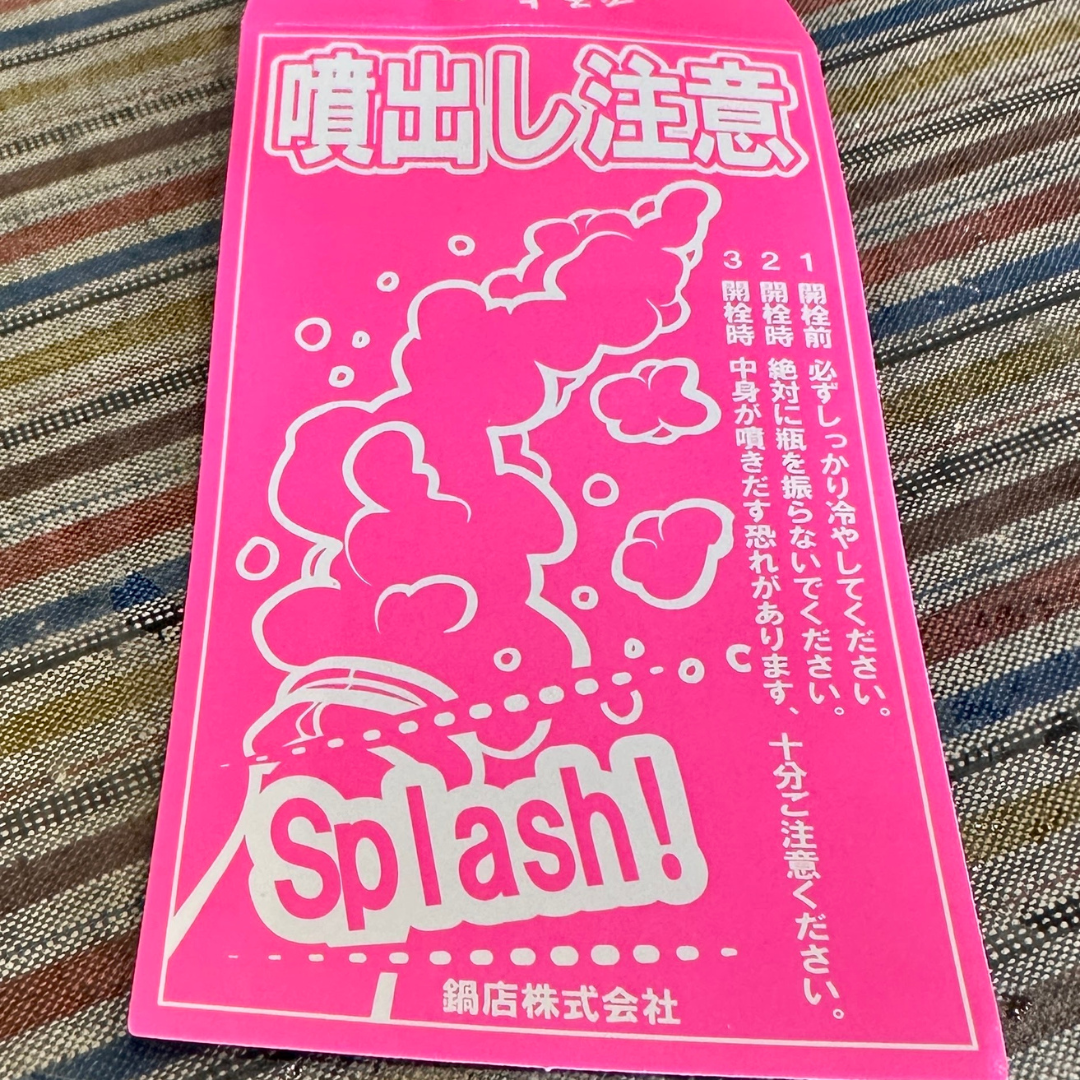 噴出し注意
1 開栓前 必ずしっかり冷やしてください。
2 開栓時 絶対に瓶を振らないでください。
3 開栓時 中身が噴きだす恐れがあります、十分ご注意ください。
Splash!
鍋店株式会社